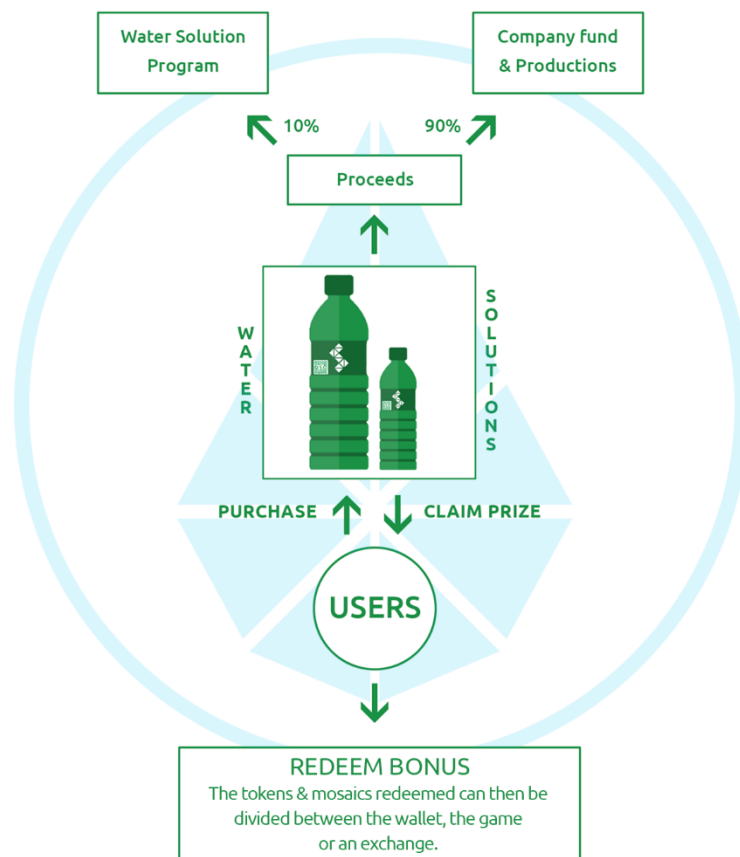 Water Solution
Program
Company fund
& Productions
10%
90%
Proceeds
WATER
SOLUTIONS
PURCHASE
CLAIM PRIZE
USERS
REDEEM BONUS
The tokens & mosaics redeemed can then be
divided between the wallet, the game
or an exchange.